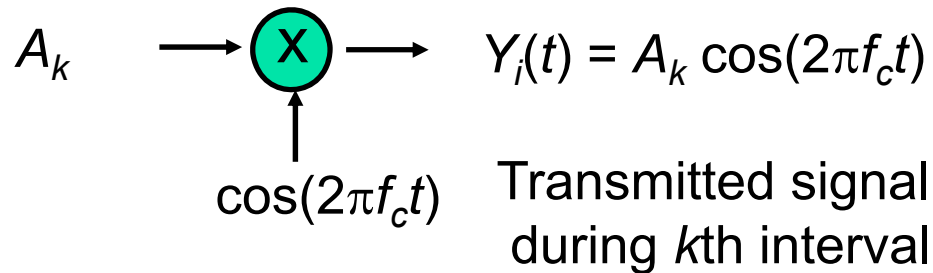 A_k x Y_i(t) = A_k cos(2πf_ct)
cos(2πf_ct)
Transmitted signal
during kth interval